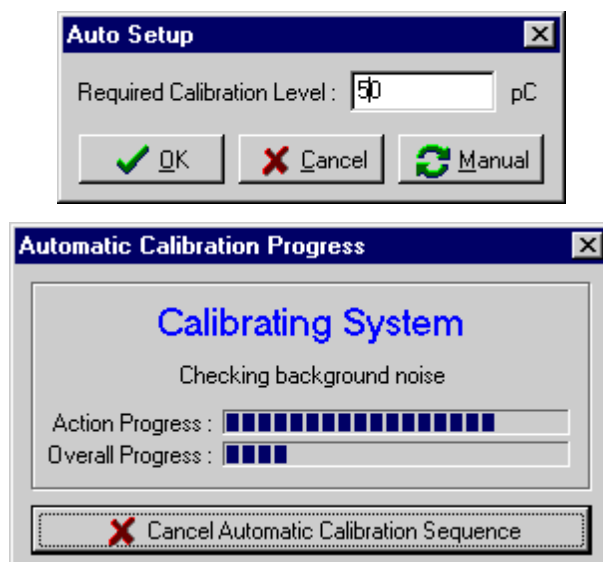 Auto Setup
Required Calibration Level : 50 pC
OK Cancel Manual
Automatic Calibration Progress
Calibrating System
Checking background noise
Action Progress :
Overall Progress :
Cancel Automatic Calibration Sequence